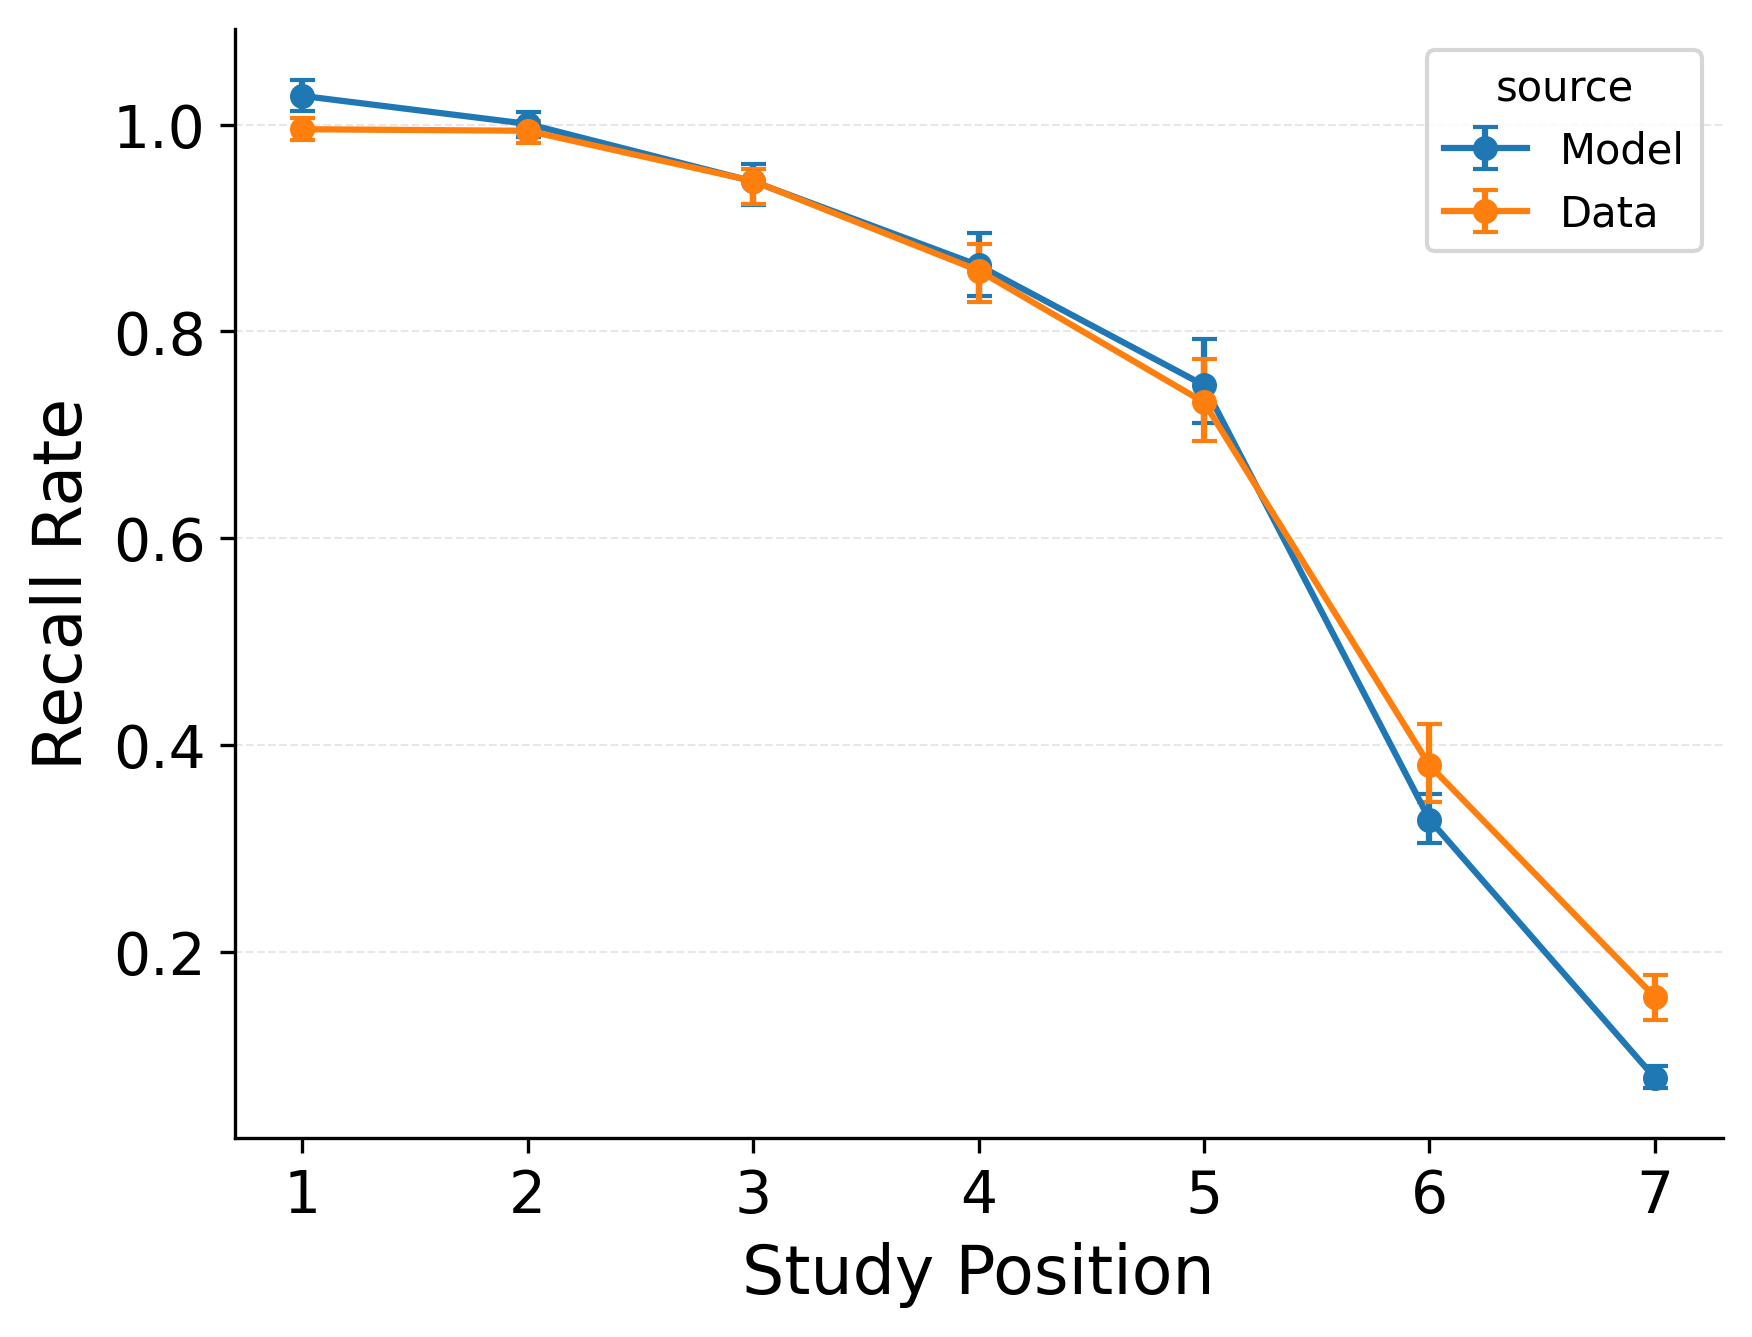 source
Model
Data
1.0
0.8
0.6
0.4
0.2
Recall Rate
1 2 3 4 5 6 7
Study Position